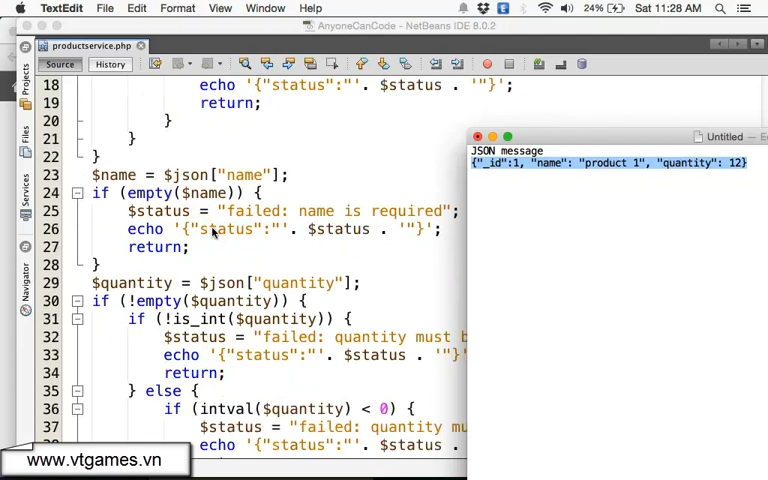 TextEdit File Edit Format View Window Help 24% Sat 11:28 AM
AnyoneCanCode - NetBeans IDE 8.0.2
productservice.php
Source History
Projects
Files
Services
Navigator
18 echo '{"status":"'. $status . '"}';
19 return;
20 }
21 }
22 }
23 $name = $json["name"];
24 if (empty($name)) {
25 $status = "failed: name is required";
26 echo '{"status":"'. $status . '"}';
27 return;
28 }
29 $quantity = $json["quantity"];
30 if (!empty($quantity)) {
31 if (!is_int($quantity)) {
32 $status = "failed: quantity must b
33 echo '{"status":"'. $status . '"}'
34 return;
35 } else {
36 if (intval($quantity) < 0) {
37 $status = "failed: quantity mu
echo '{"status":"'. $status .
Untitled
JSON message
{"_id":1, "name": "product 1", "quantity": 12}
www.vtgames.vn